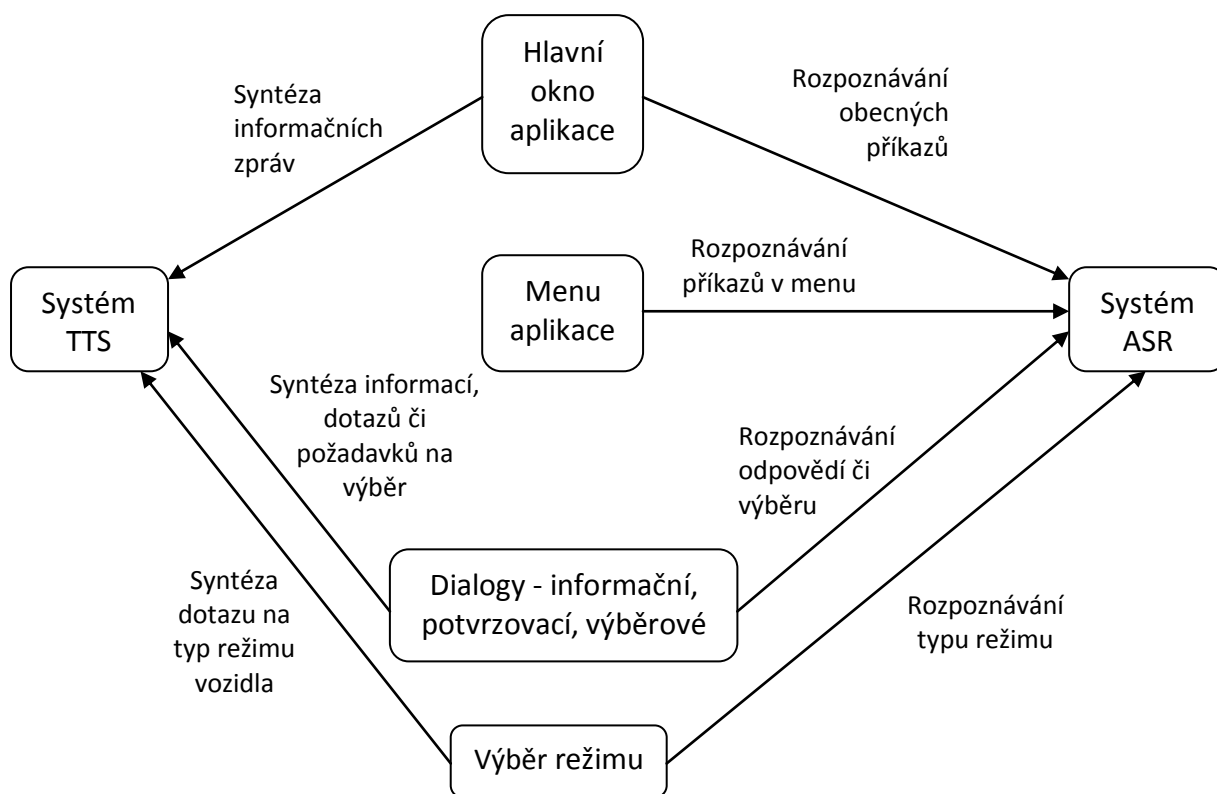 Hlavní
okno
aplikace
Syntéza
informačních
zpráv
Rozpoznávání
obecných
příkazů
Systém
TTS
Menu
aplikace
Rozpoznávání
příkazů v menu
Systém
ASR
Syntéza informací,
dotazů či
požadavků na
výběr
Rozpoznávání
odpovědí či
výběru
Dialogy - informační,
potvrzovací, výběrové
Syntéza
dotazu na
typ režimu
vozidla
Rozpoznávání
typu režimu
Výběr režimu